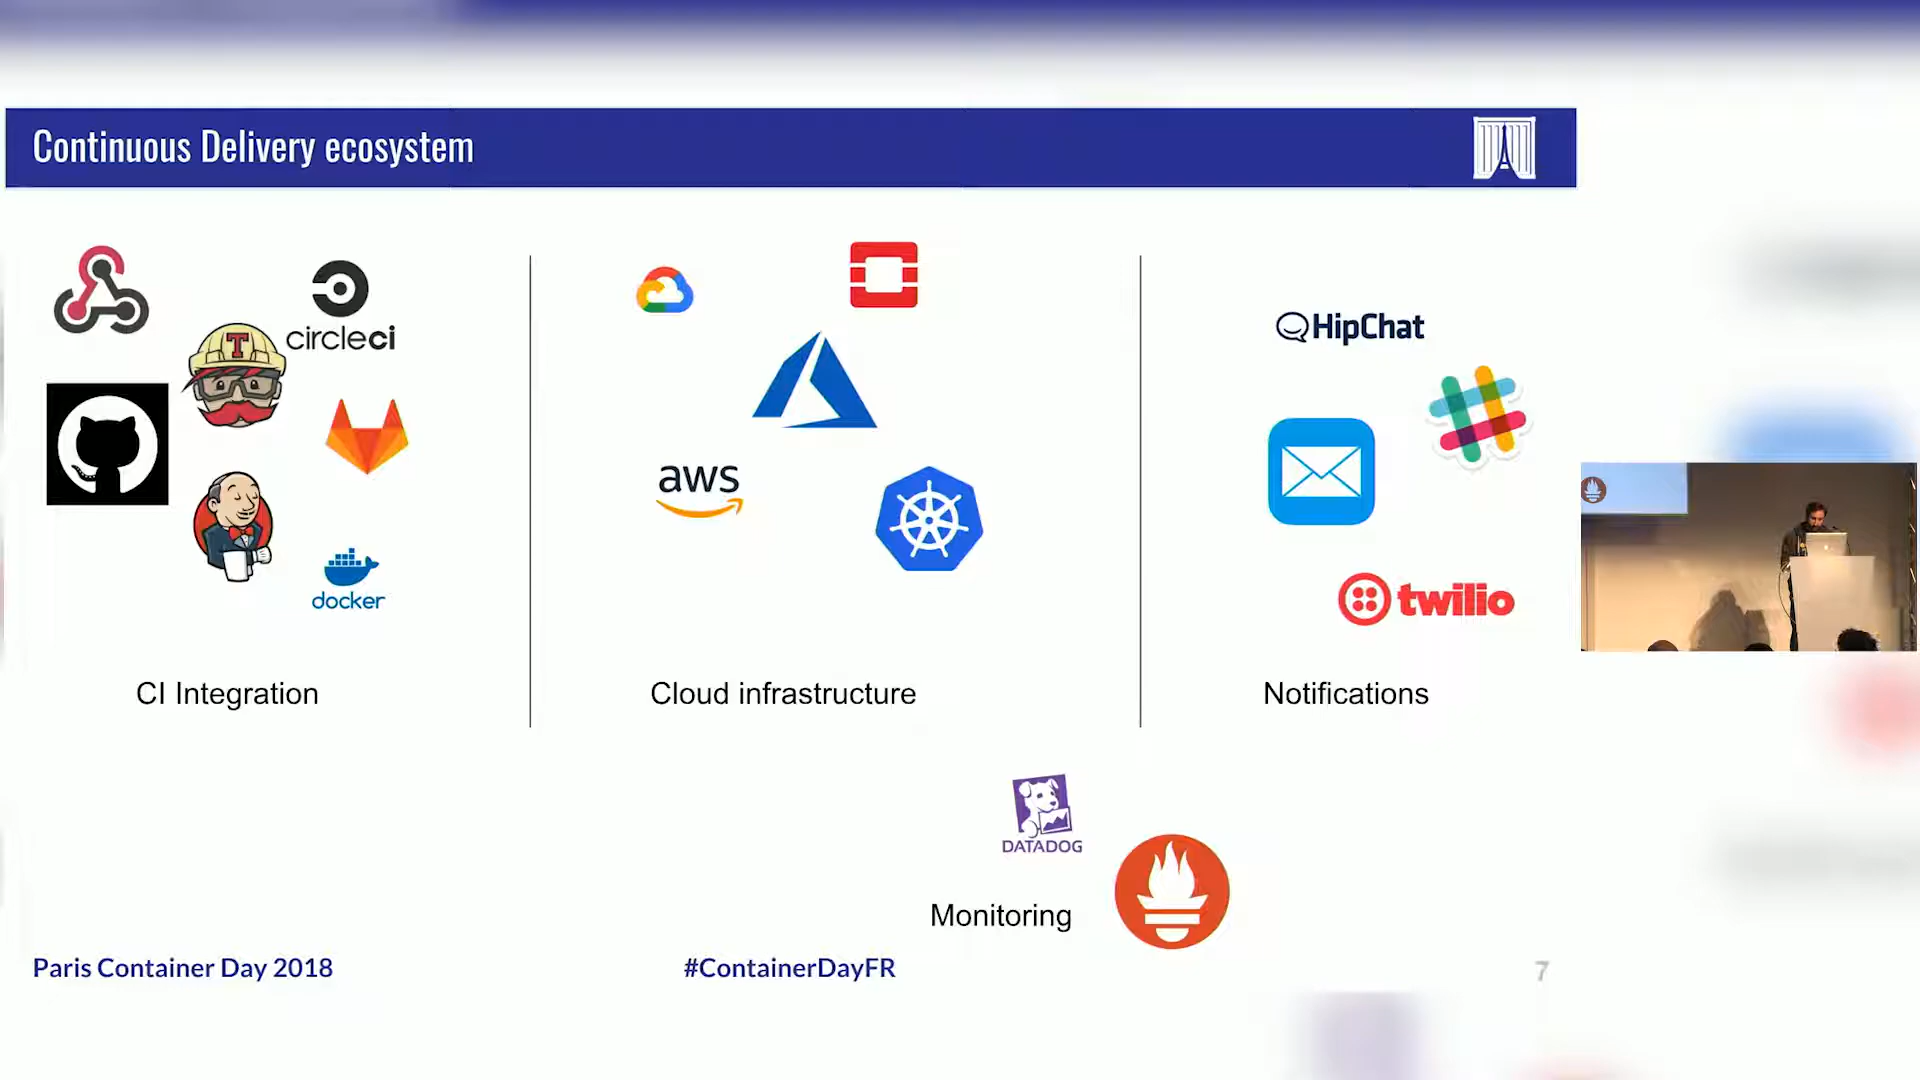 Continuous Delivery ecosystem
circleci
T
docker
CI Integration
aws
Cloud infrastructure
HipChat
twilio
Notifications
DATADOG
Monitoring
Paris Container Day 2018
#ContainerDayFR
7